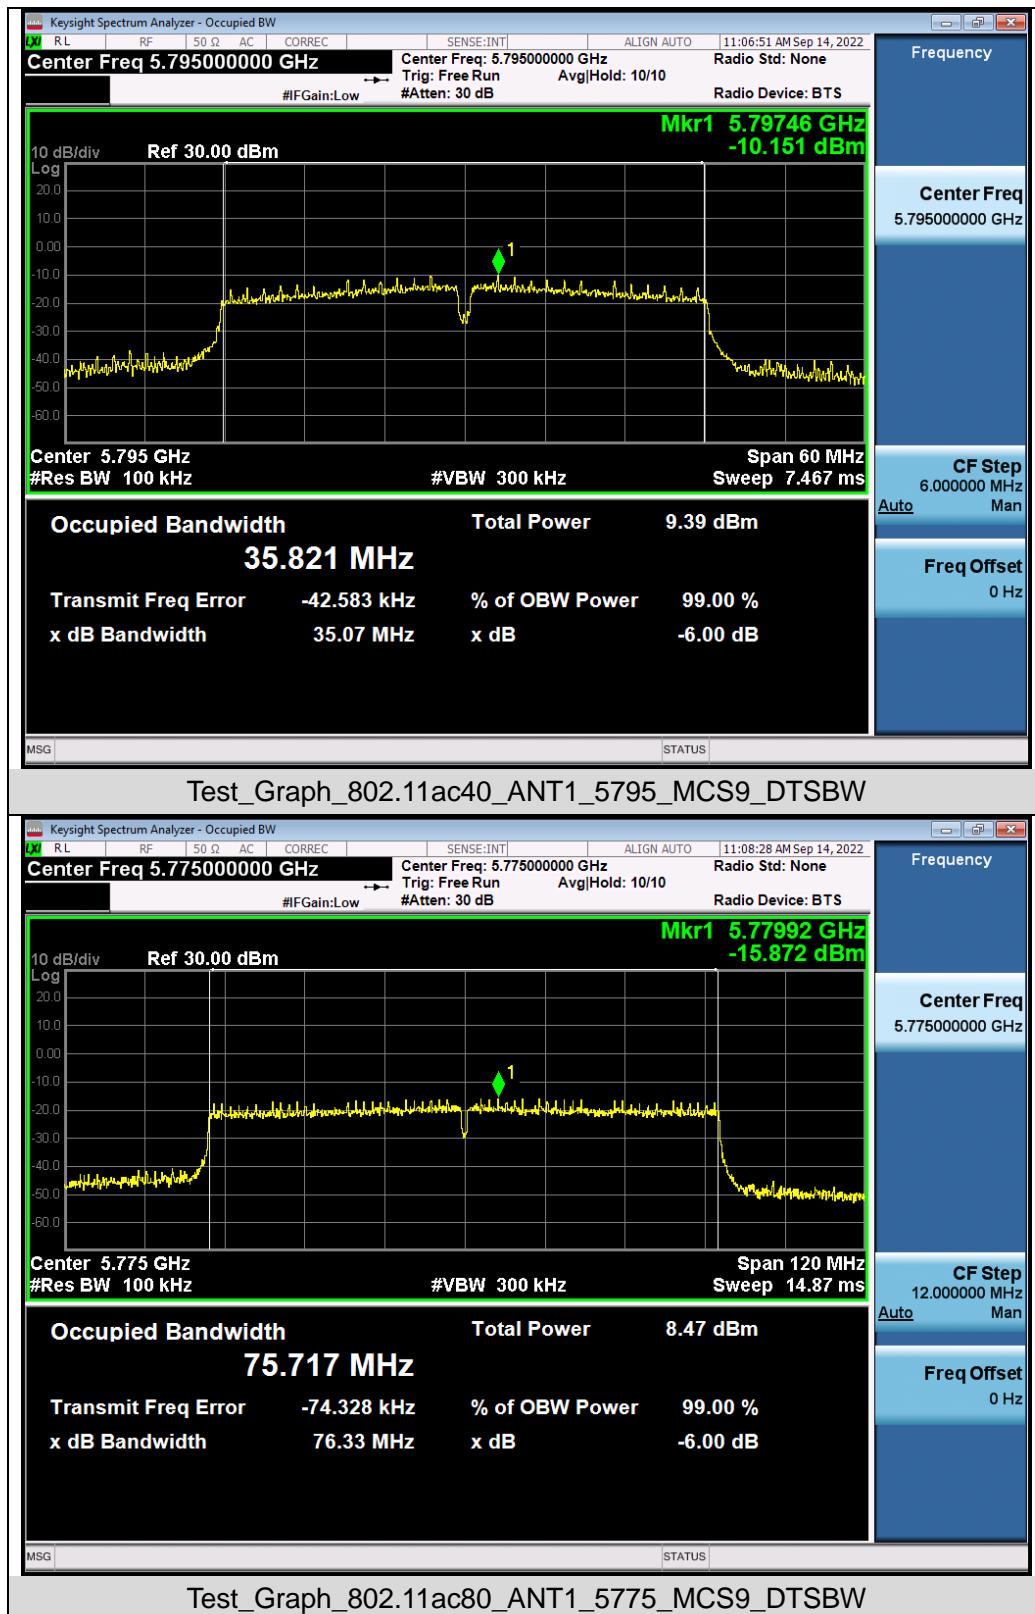 Keysight Spectrum Analyzer - Occupied BW
LXI RL RF 50 Ω AC CORREC SENSE:INT ALIGN AUTO 11:06:51 AM Sep 14, 2022
Center Freq 5.795000000 GHz
Center Freq: 5.795000000 GHz
Radio Std: None
Trig: Free Run Avg|Hold: 10/10
#IFGain:Low
#Atten: 30 dB
Radio Device: BTS
Frequency
Mkr1 5.79746 GHz
-10.151 dBm
10 dB/div Ref 30.00 dBm
Log
20.0
10.0
0.00
-10.0
-20.0
-30.0
-40.0
-50.0
-60.0
1
Center 5.795 GHz
Span 60 MHz
#Res BW 100 kHz
#VBW 300 kHz
Sweep 7.467 ms
Center Freq
5.795000000 GHz
CF Step
6.000000 MHz
Auto Man
Freq Offset
0 Hz
Occupied Bandwidth
Total Power 9.39 dBm
35.821 MHz
Transmit Freq Error -42.583 kHz
% of OBW Power 99.00 %
x dB Bandwidth 35.07 MHz
x dB -6.00 dB
MSG
STATUS
Test_Graph_802.11ac40_ANT1_5795_MCS9_DTSBW
Keysight Spectrum Analyzer - Occupied BW
LXI RL RF 50 Ω AC CORREC SENSE:INT ALIGN AUTO 11:08:28 AM Sep 14, 2022
Center Freq 5.775000000 GHz
Center Freq: 5.775000000 GHz
Radio Std: None
Trig: Free Run Avg|Hold: 10/10
#IFGain:Low
#Atten: 30 dB
Radio Device: BTS
Frequency
Mkr1 5.77992 GHz
-15.872 dBm
10 dB/div Ref 30.00 dBm
Log
20.0
10.0
0.00
-10.0
-20.0
-30.0
-40.0
-50.0
-60.0
1
Center 5.775 GHz
Span 120 MHz
#Res BW 100 kHz
#VBW 300 kHz
Sweep 14.87 ms
Center Freq
5.775000000 GHz
CF Step
12.000000 MHz
Auto Man
Freq Offset
0 Hz
Occupied Bandwidth
Total Power 8.47 dBm
75.717 MHz
Transmit Freq Error -74.328 kHz
% of OBW Power 99.00 %
x dB Bandwidth 76.33 MHz
x dB -6.00 dB
MSG
STATUS
Test_Graph_802.11ac80_ANT1_5775_MCS9_DTSBW